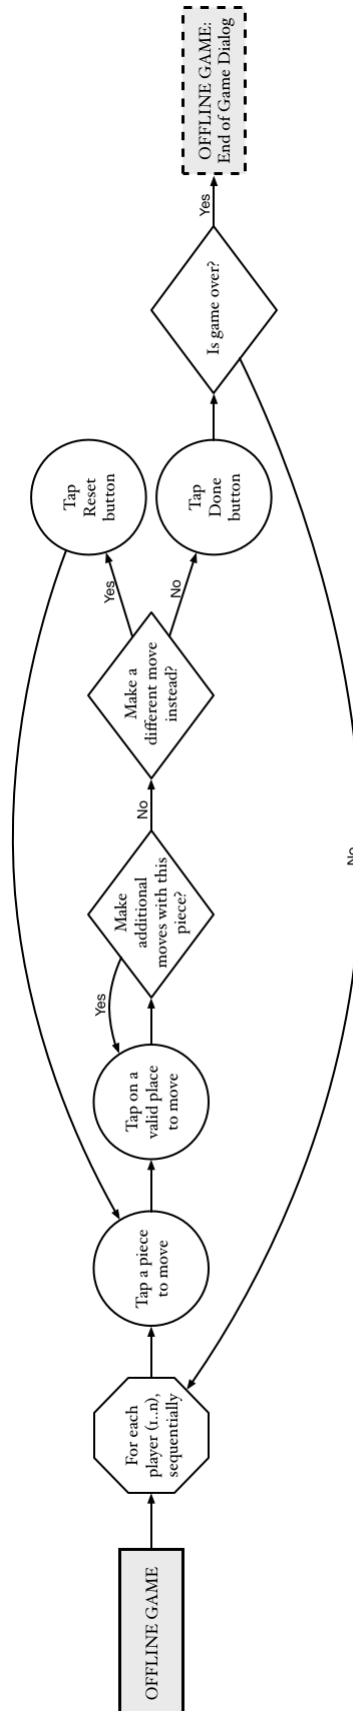 OFFLINE GAME
For each
player (1..n),
sequentially
Tap a piece
to move
Tap on a
valid place
to move
Yes
Make
additional
moves with this
piece?
No
Make a
different move
instead?
Yes
No
Tap
Reset
button
Tap
Done
button
Is game over?
Yes
No
OFFLINE GAME:
End of Game Dialog